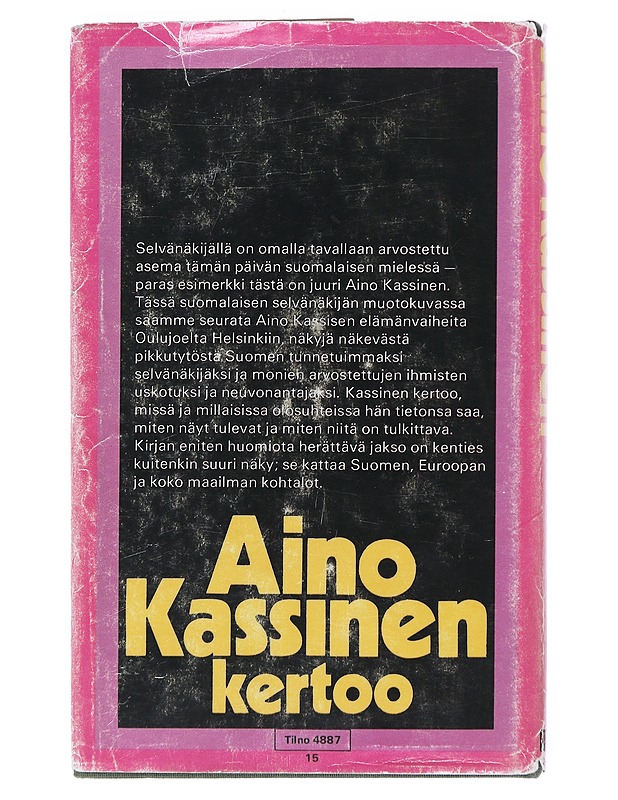 Selvänäkijällä on omalla tavallaan arvostettu
asema tämän päivän suomalaisen mielessä —
paras esimerkki tästä on juuri Aino Kassinen.
Tässä suomalaisen selvänäkijän muotokuvassa
saamme seurata Aino Kassisen elämänvaiheita
Oulujoelta Helsinkiin, näkyjä näkevästä
pikkutytöstä Suomen tunnetuimmaksi
selvänäkijäksi ja monien arvostettujen ihmisten
uskotuksi ja neuvonantajaksi. Kassinen kertoo,
missä ja millaisissa olosuhteissa hän tietonsa saa,
miten näyt tulevat ja miten niitä on tulkittava.
Kirjan eniten huomiota herättävä jakso on kenties
kuitenkin suuri näky; se kattaa Suomen, Euroopan
ja koko maailman kohtalot.
Aino
Kassinen
kertoo
Tilno 4887
15